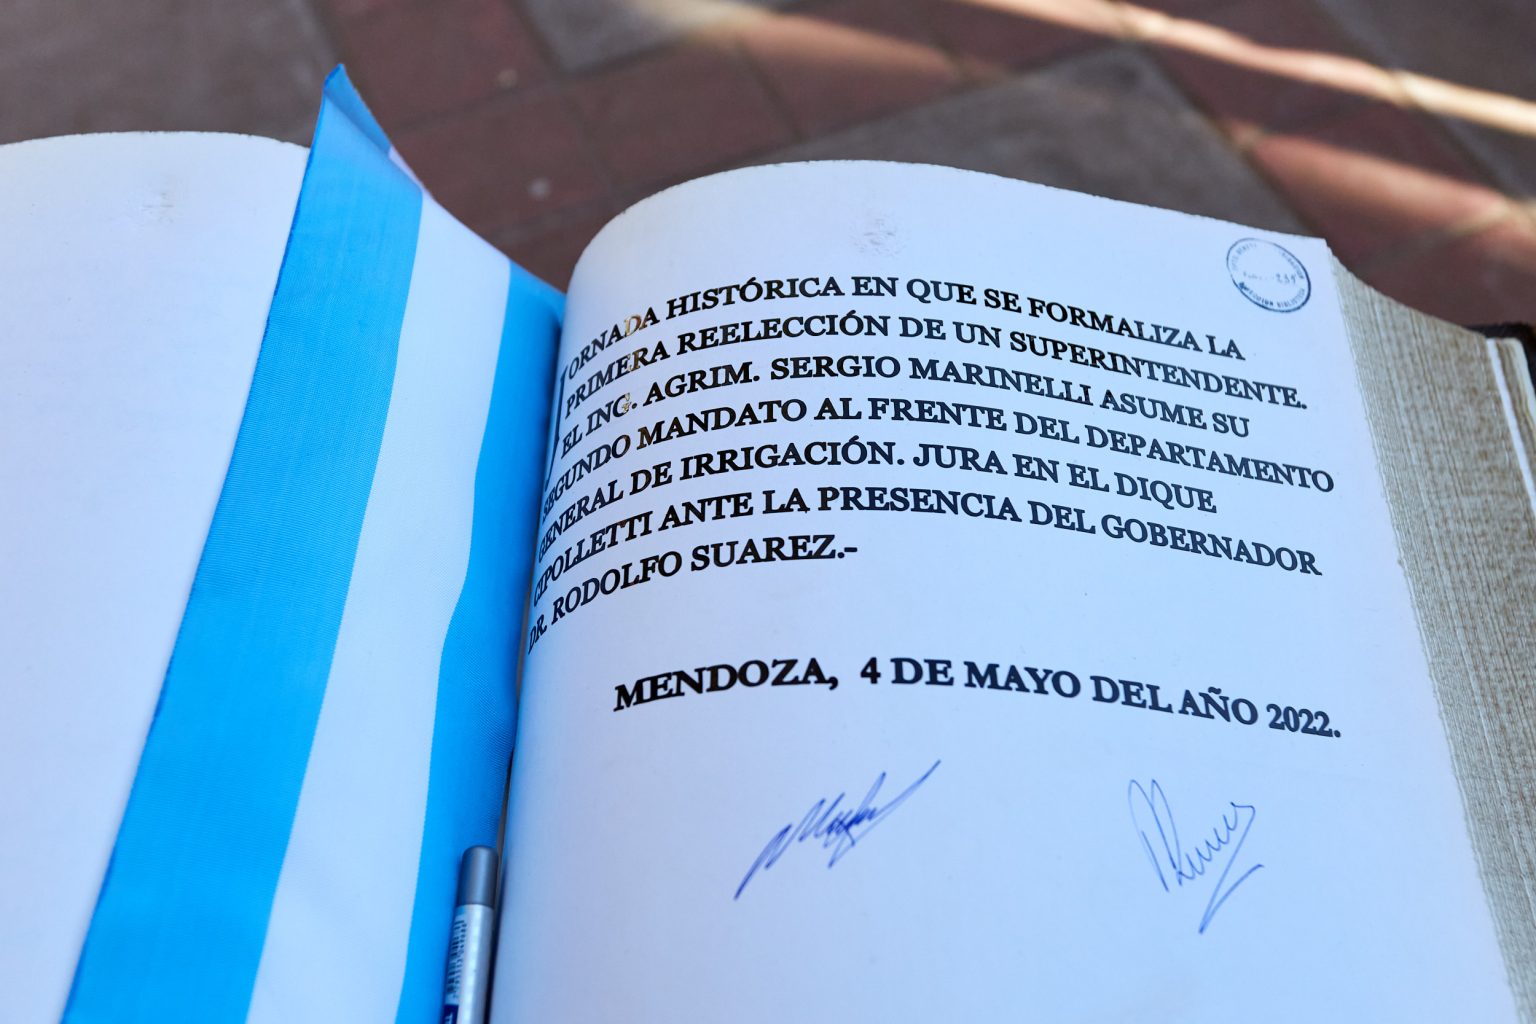 JORNADA HISTÓRICA EN QUE SE FORMALIZA LA
PRIMERA REELECCIÓN DE UN SUPERINTENDENTE.
EL ING. AGRIM. SERGIO MARINELLI ASUME SU
SEGUNDO MANDATO AL FRENTE DEL DEPARTAMENTO
GENERAL DE IRRIGACIÓN. JURA EN EL DIQUE
CIPOLLETTI ANTE LA PRESENCIA DEL GOBERNADOR
DR. RODOLFO SUAREZ.-
MENDOZA, 4 DE MAYO DEL AÑO 2022.